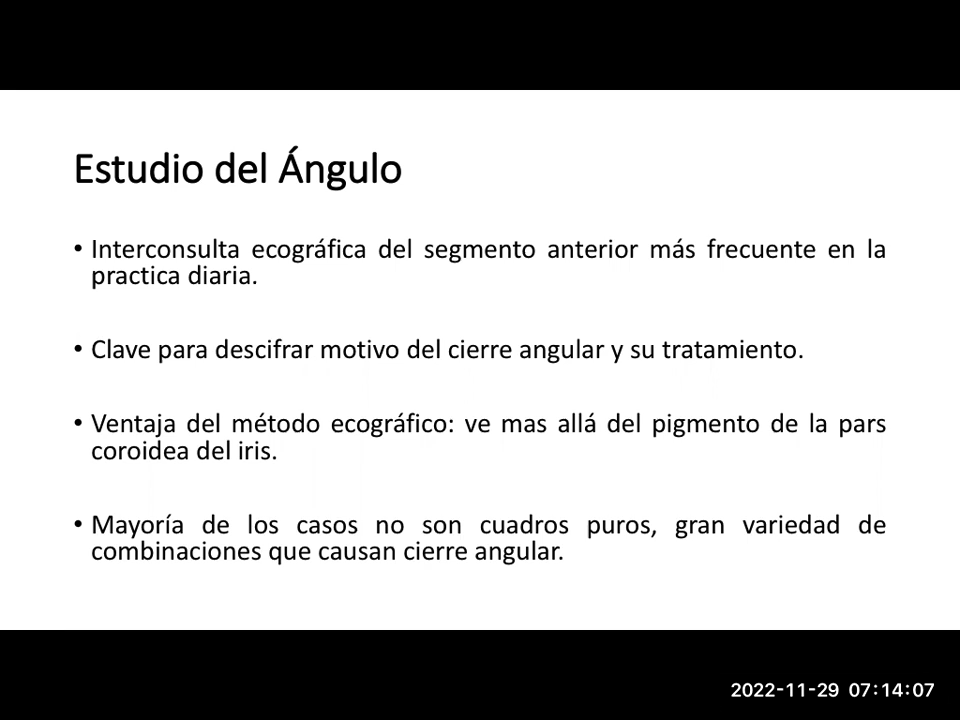 Estudio del Ángulo
• Interconsulta ecográfica del segmento anterior más frecuente en la
practica diaria.
• Clave para descifrar motivo del cierre angular y su tratamiento.
• Ventaja del método ecográfico: ve mas allá del pigmento de la pars
coroidea del iris.
• Mayoría de los casos no son cuadros puros, gran variedad de
combinaciones que causan cierre angular.
2022-11-29 07:14:07